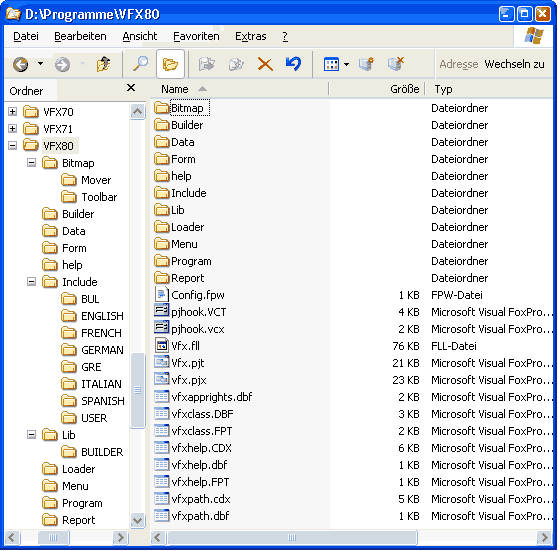 D:\Programme\VFX80
Datei Bearbeiten Ansicht Favoriten Extras ?
Adresse Wechseln zu
Ordner
VFX70
VFX71
VFX80
Bitmap
Mover
Toolbar
Builder
Data
Form
help
Include
BUL
ENGLISH
FRENCH
GERMAN
GRE
ITALIAN
SPANISH
USER
Lib
BUILDER
Loader
Menu
Program
Report
Name Größe Typ
Bitmap Dateiordner
Builder Dateiordner
Data Dateiordner
Form Dateiordner
help Dateiordner
Include Dateiordner
Lib Dateiordner
Loader Dateiordner
Menu Dateiordner
Program Dateiordner
Report Dateiordner
Config.fpw 1 KB FPW-Datei
pjhook.VCT 4 KB Microsoft Visual FoxPro...
pjhook.vcx 2 KB Microsoft Visual FoxPro...
Vfx.fll 76 KB FLL-Datei
Vfx.pjt 21 KB Microsoft Visual FoxPro...
Vfx.pjx 23 KB Microsoft Visual FoxPro...
vfxapprights.dbf 2 KB Microsoft Visual FoxPro...
vfxclass.DBF 3 KB Microsoft Visual FoxPro...
vfxclass.FPT 2 KB Microsoft Visual FoxPro...
vfxhelp.CDX 6 KB Microsoft Visual FoxPro...
vfxhelp.dbf 1 KB Microsoft Visual FoxPro...
vfxhelp.FPT 1 KB Microsoft Visual FoxPro...
vfxpath.cdx 5 KB Microsoft Visual FoxPro...
vfxpath.dbf 1 KB Microsoft Visual FoxPro...